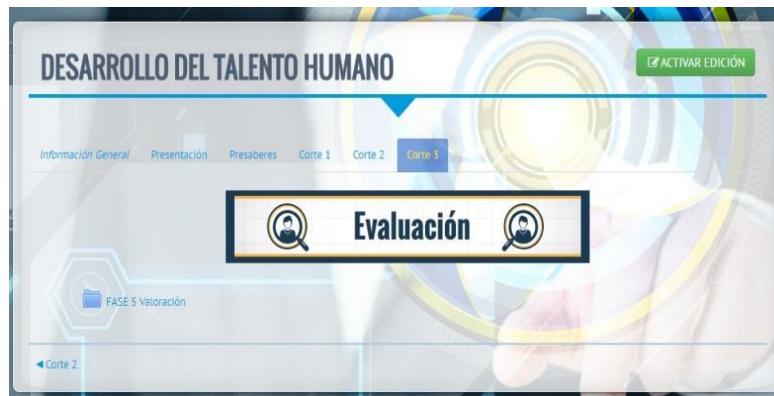 DESARROLLO DEL TALENTO HUMANO
ACTIVAR EDICIÓN
Información General Presentación Presaberes Corte 1 Corte 2 Corte 3
Evaluación
FASE 5 Valoración
Corte 2